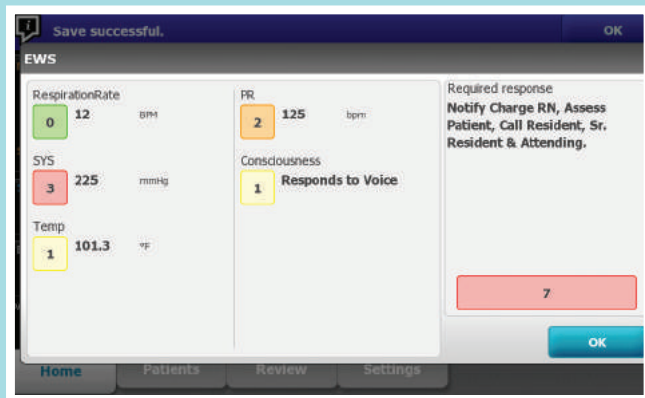 Save successful.
OK
EWS
RespirationRate
0
12
BPM
SYS
3
225
mmHg
Temp
1
101.3
°F
PR
2
125
bpm
Consciousness
1
Responds to Voice
Required response
Notify Charge RN, Assess
Patient, Call Resident, Sr.
Resident & Attending.
7
OK
Home
Patients
Review
Settings